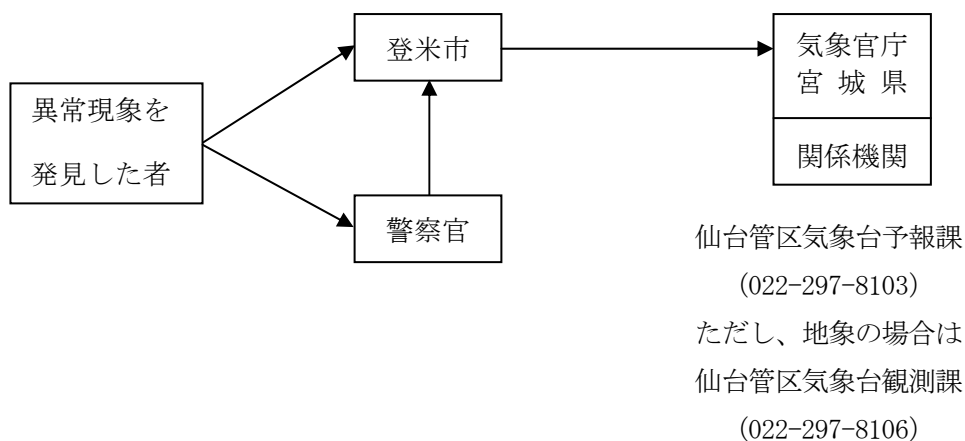 異常現象を
発見した者
登米市
警察官
気象官庁
宮 城 県
関係機関
仙台管区気象台予報課
（022-297-8103）
ただし、地象の場合は
仙台管区気象台観測課
（022-297-8106）